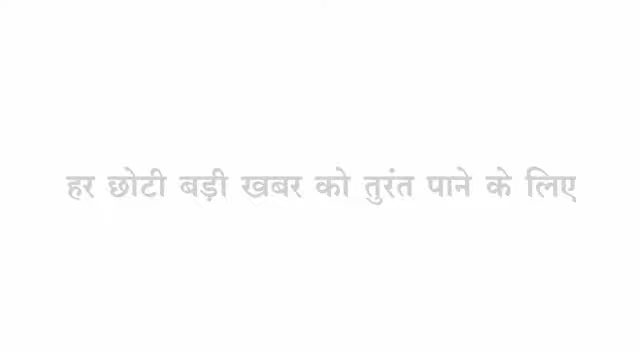 हर छोटी बड़ी खबर को तुरंत पाने के लिए